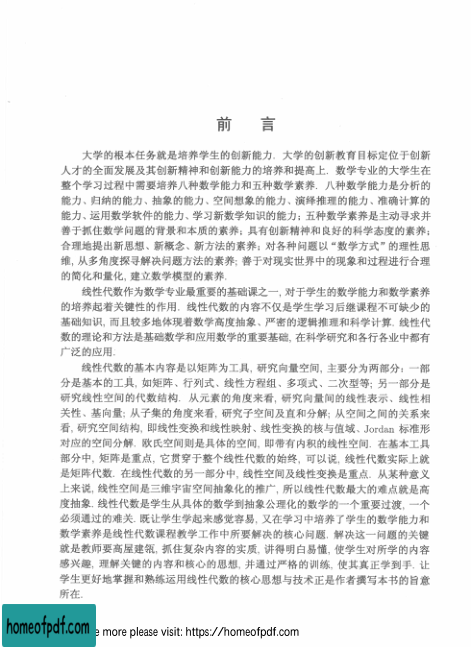 前 言
大学的根本任务就是培养学生的创新能力. 大学的创新教育目标定位于创新
人才的全面发展及其创新精神和创新能力的培养和提高上. 数学专业的大学生在
整个学习过程中需要培养八种数学能力和五种数学素养. 八种数学能力是分析的
能力、归纳的能力、抽象的能力、空间想象的能力、演绎推理的能力、准确计算的
能力、运用数学软件的能力、学习新数学知识的能力; 五种数学素养是主动寻求并
善于抓住数学问题的背景和本质的素养; 具有创新精神和良好的科学态度的素养;
合理地提出新思想、新概念、新方法的素养; 对各种问题以“数学方式”的理性思
维, 从多角度探寻解决问题方法的素养; 善于对现实世界中的现象和过程进行合理
的简化和量化, 建立数学模型的素养.
线性代数作为数学专业最重要的基础课之一, 对于学生的数学能力和数学素养
的培养起着关键性的作用. 线性代数的内容不仅是学生学习后继课程不可缺少的
基础知识, 而且较多地体现着数学高度抽象、严密的逻辑推理和科学计算. 线性代
数的理论和方法是基础数学和应用数学的重要基础, 在科学研究和各行各业中都有
广泛的应用.
线性代数的基本内容是以矩阵为工具, 研究向量空间, 主要分为两部分: 一部
分是基本的工具, 如矩阵、行列式、线性方程组、多项式、二次型等; 另一部分是
研究线性空间的代数结构. 从元素的角度来看, 研究向量间的线性表示、线性相
关性、基向量; 从子集的角度来看, 研究子空间及直和分解; 从空间之间的关系来
看, 研究空间结构, 即线性变换和线性映射、线性变换的核与值域、Jordan 标准形
对应的空间分解. 欧氏空间则是具体的空间, 即带有内积的线性空间. 在基本工具
部分中, 矩阵是重点, 它贯穿于整个线性代数的始终, 可以说, 线性代数实际上就
是矩阵代数. 在线性代数的另一部分中, 线性空间及线性变换是重点. 从某种意义
上来说, 线性空间是三维宇宙空间抽象化的推广, 所以线性代数最大的难点就是高
度抽象. 线性代数是学生从具体的数学到抽象公理化的数学的一个重要过渡, 一个
必须通过的难关. 既让学生学起来感觉容易, 又在学习中培养了学生的数学能力和
数学素养是线性代数课程教学工作中所要解决的核心问题. 解决这一问题的关键
就是教师要高屋建瓴, 抓住复杂内容的实质, 讲得明白易懂, 使学生对所学的内容
感兴趣, 理解关键的内容和核心的思想, 并通过严格的训练, 使其真正学到手. 让
学生更好地掌握和熟练运用线性代数的核心思想与技术正是作者撰写本书的旨意
所在.
homeofpdf.com
e more please visit: https://homeofpdf.com